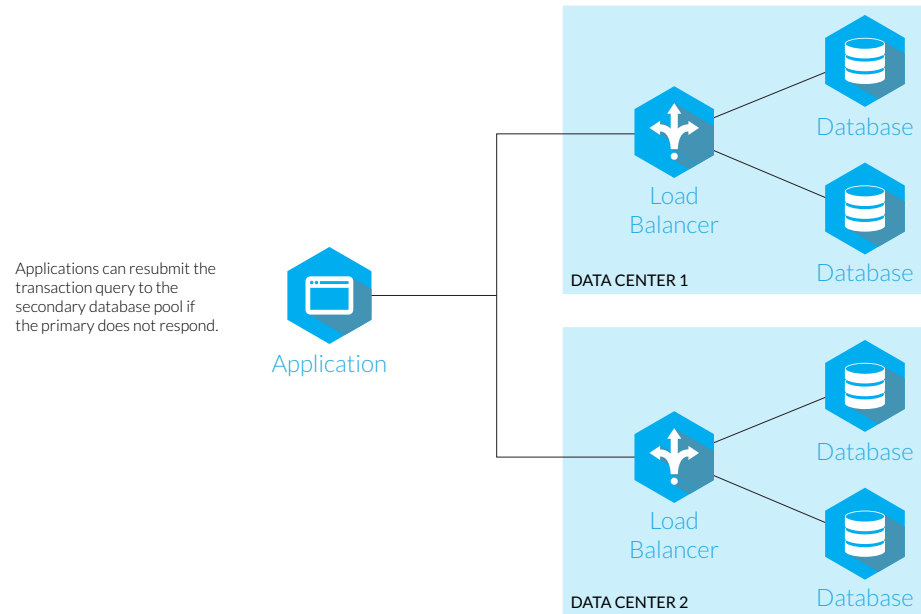 Applications can resubmit the
transaction query to the
secondary database pool if
the primary does not respond.
Application
Load
Balancer
Database
Database
DATA CENTER 1
Load
Balancer
Database
Database
DATA CENTER 2